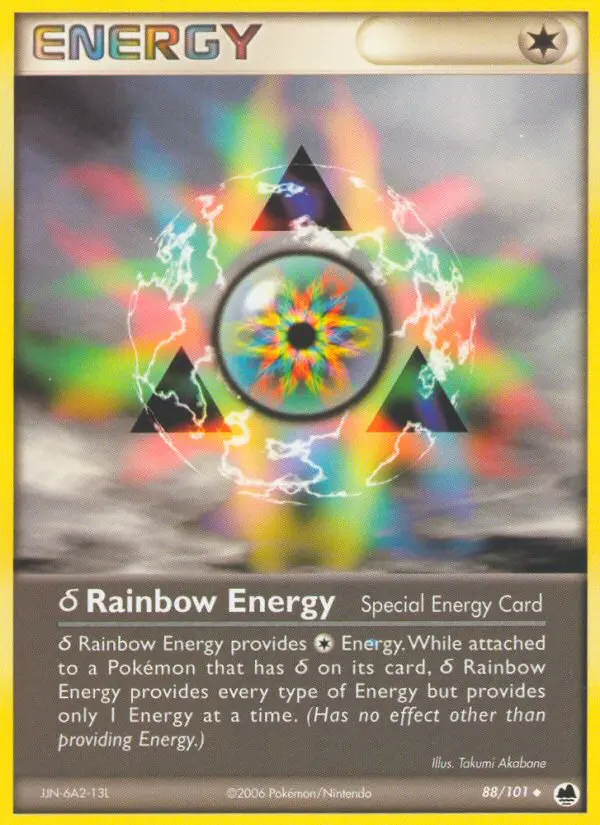 ENERGY
δ Rainbow Energy Special Energy Card
δ Rainbow Energy provides Energy. While attached
to a Pokémon that has δ on its card, δ Rainbow
Energy provides every type of Energy but provides
only 1 Energy at a time. (Has no effect other than
providing Energy.)
Illus. Takumi Akabane
JJN-6A2-13L ©2006 Pokémon/Nintendo 88/101 ◆